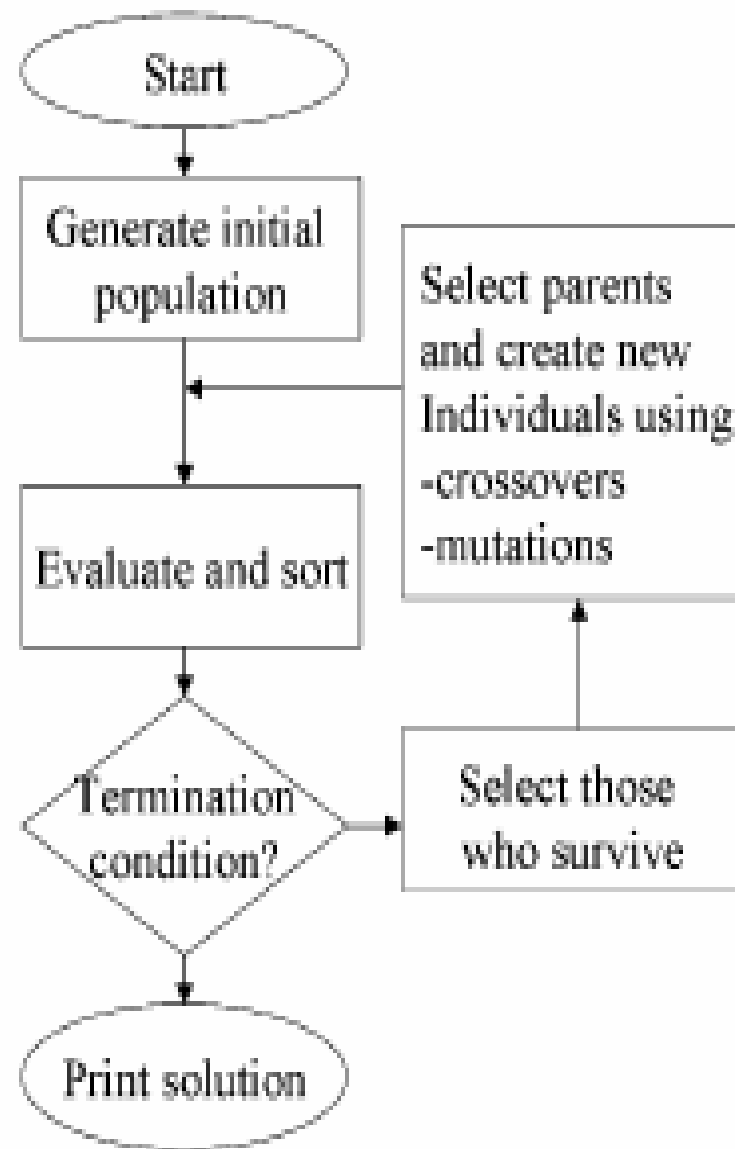 Start
Generate initial
population
Select parents
and create new
Individuals using
-crossovers
-mutations
Evaluate and sort
Termination
condition?
Select those
who survive
Print solution